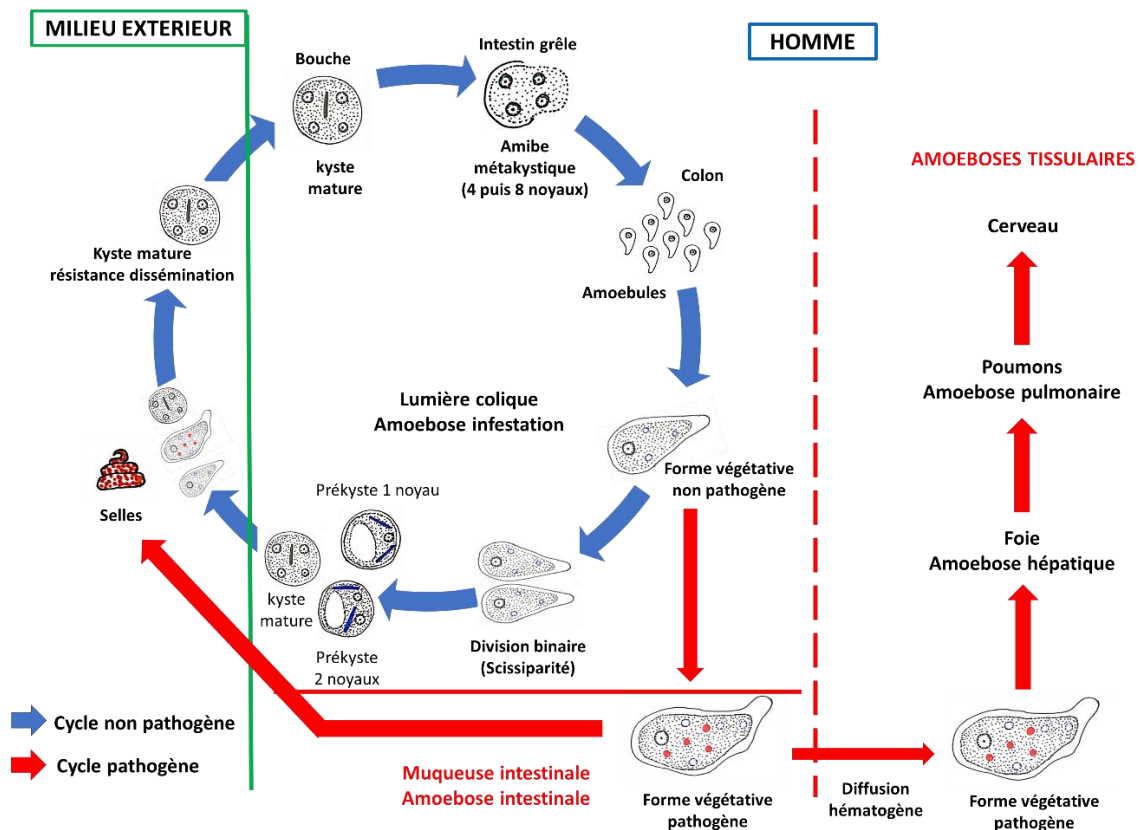 MILIEU EXTERIEUR
HOMME
Bouche
kyste
mature
Intestin grêle
Amibe
métakystique
(4 puis 8 noyaux)
Colon
Amoebules
AMOEBOSES TISSULAIRES
Cerveau
Poumons
Amoebose pulmonaire
Foie
Amoebose hépatique
Kyste mature
résistance dissémination
Lumière colique
Amoebose infestation
Forme végétative
non pathogène
Selles
Prékyste 1 noyau
kyste
mature
Prékyste
2 noyaux
Division binaire
(Scissiparité)
Cycle non pathogène
Cycle pathogène
Muqueuse intestinale
Amoebose intestinale
Forme végétative
pathogène
Diffusion
hématogène
Forme végétative
pathogène